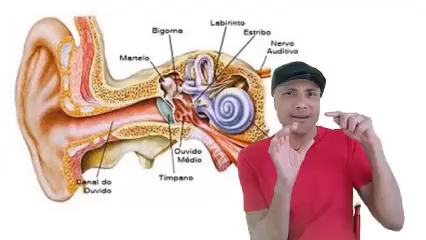 Labirinto
Bigorna
Estribo
Nervo
Auditivo
Martelo
Ouvido
Médio
Canal do
Ouvido
Tímpano